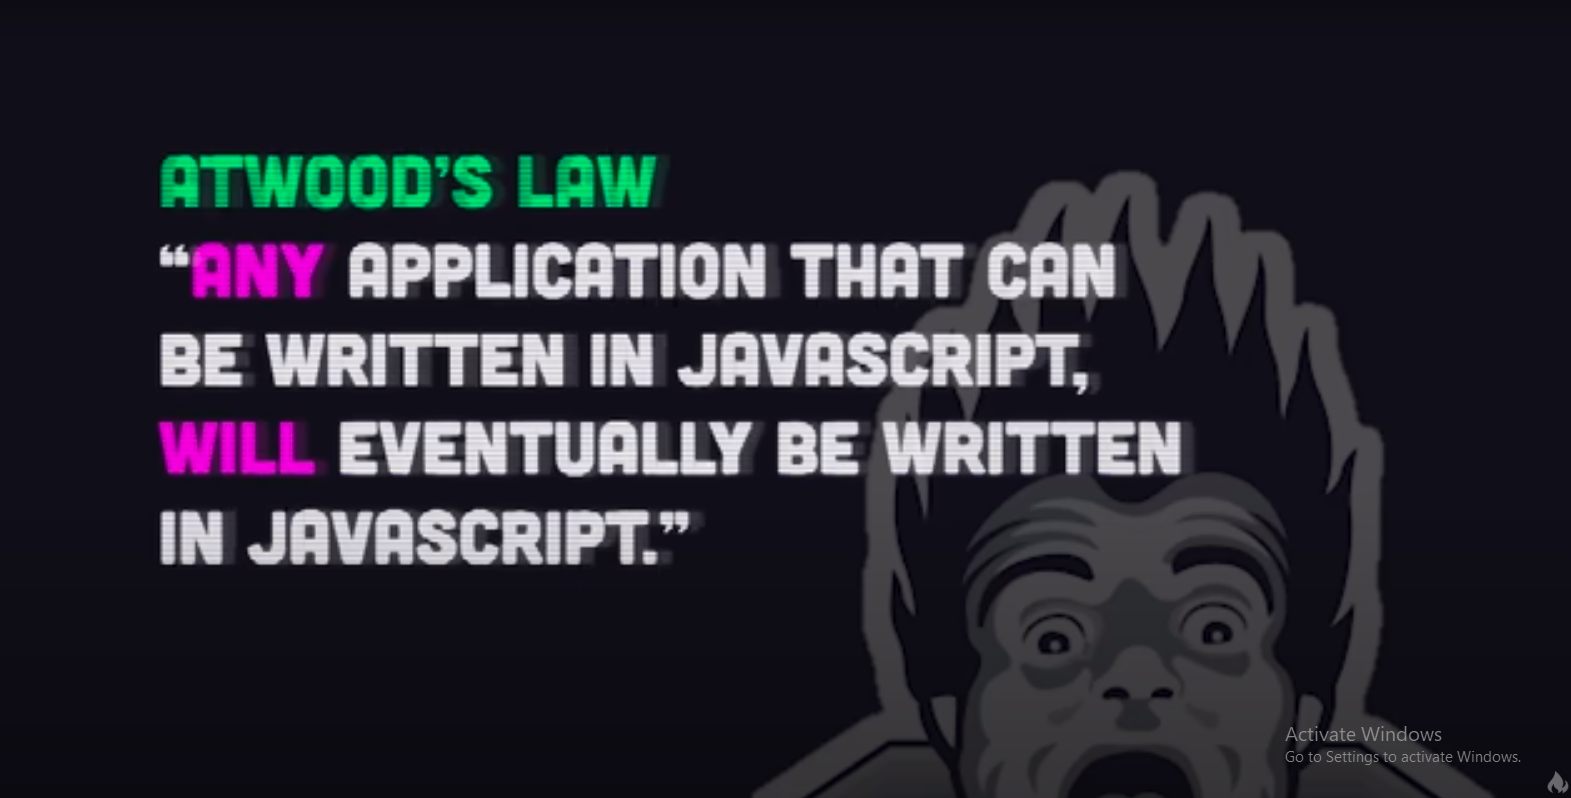 ATWOOD'S LAW
“ANY APPLICATION THAT CAN
BE WRITTEN IN JAVASCRIPT,
WILL EVENTUALLY BE WRITTEN
IN JAVASCRIPT.”
Activate Windows
Go to Settings to activate Windows.